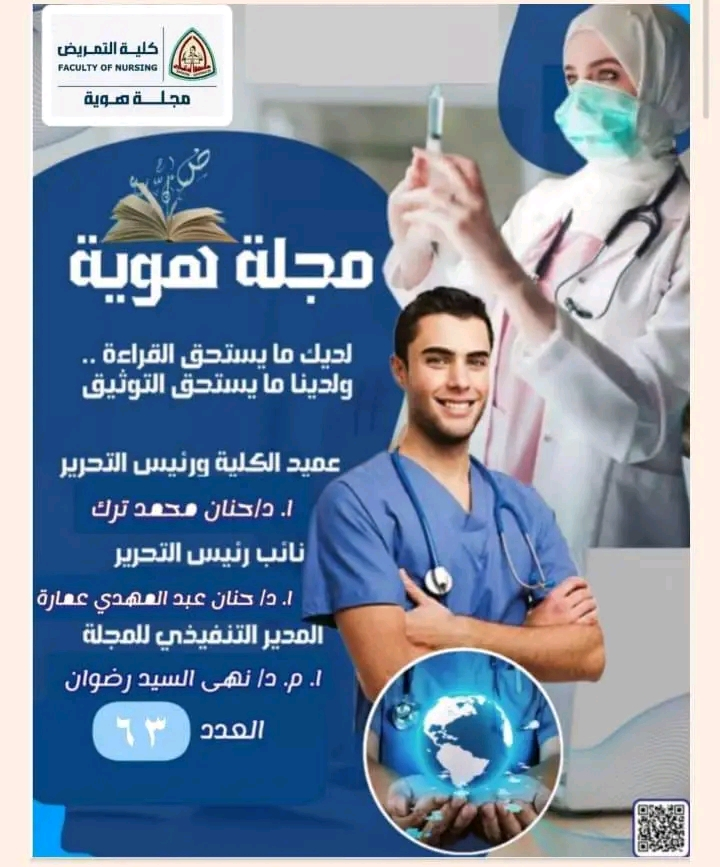 كلية التمريض
FACULTY OF NURSING
مجلة هوية
مجلة هوية
لديك ما يستحق القراءة ..
ولدينا ما يستحق التوثيق
عميد الكلية ورئيس التحرير
ا. د/حنان محمد ترك
نائب رئيس التحرير
ا. د/ حنان عبد المهدي عمارة
المدير التنفيذي للمجلة
ا. م. د/ نهى السيد رضوان
العدد ٦٣